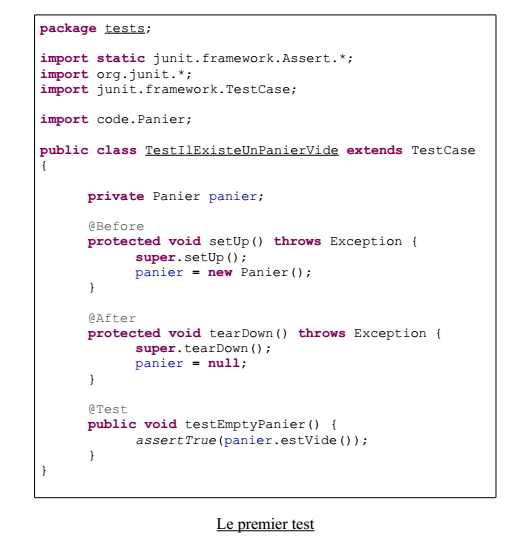 package tests;
import static junit.framework.Assert.*;
import org.junit.*;
import junit.framework.TestCase;
import code.Panier;
public class TestIlExisteUnPanierVide extends TestCase
{
private Panier panier;
@Before
protected void setUp() throws Exception {
super.setUp();
panier = new Panier();
}
@After
protected void tearDown() throws Exception {
super.tearDown();
panier = null;
}
@Test
public void testEmptyPanier() {
assertTrue(panier.estVide());
}
}
Le premier test